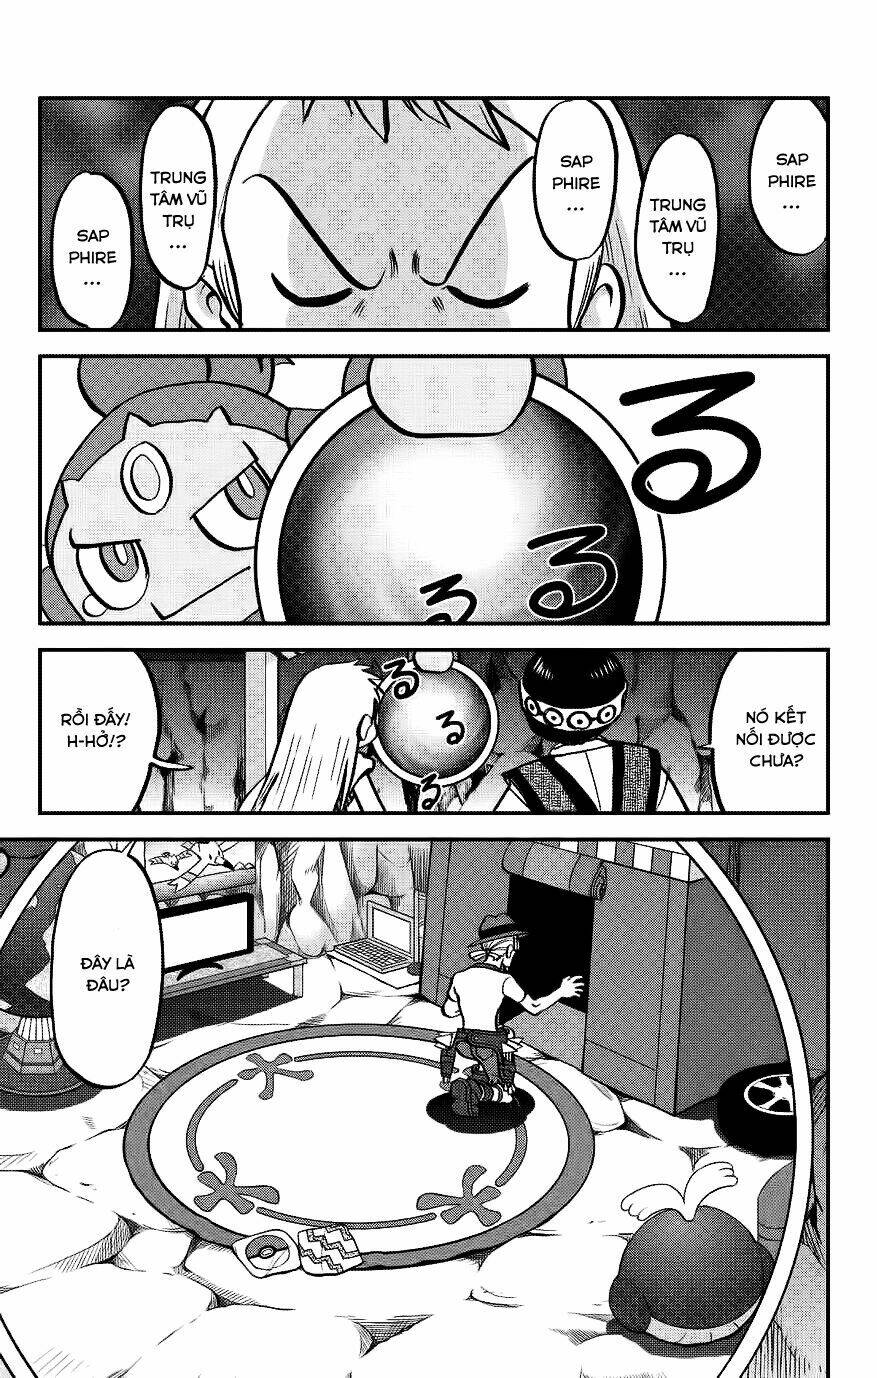 SAP
PHIRE
...
TRUNG
TÂM VŨ
TRỤ
...
SAP
PHIRE
...
TRUNG
TÂM VŨ
TRỤ
...
SAP
PHIRE
...
る
る
る
NÓ KẾT
NỐI ĐƯỢC
CHƯA?
る
る
る
RỒI ĐẤY!
H-HỞ!?
ĐÂY LÀ
ĐÂU?